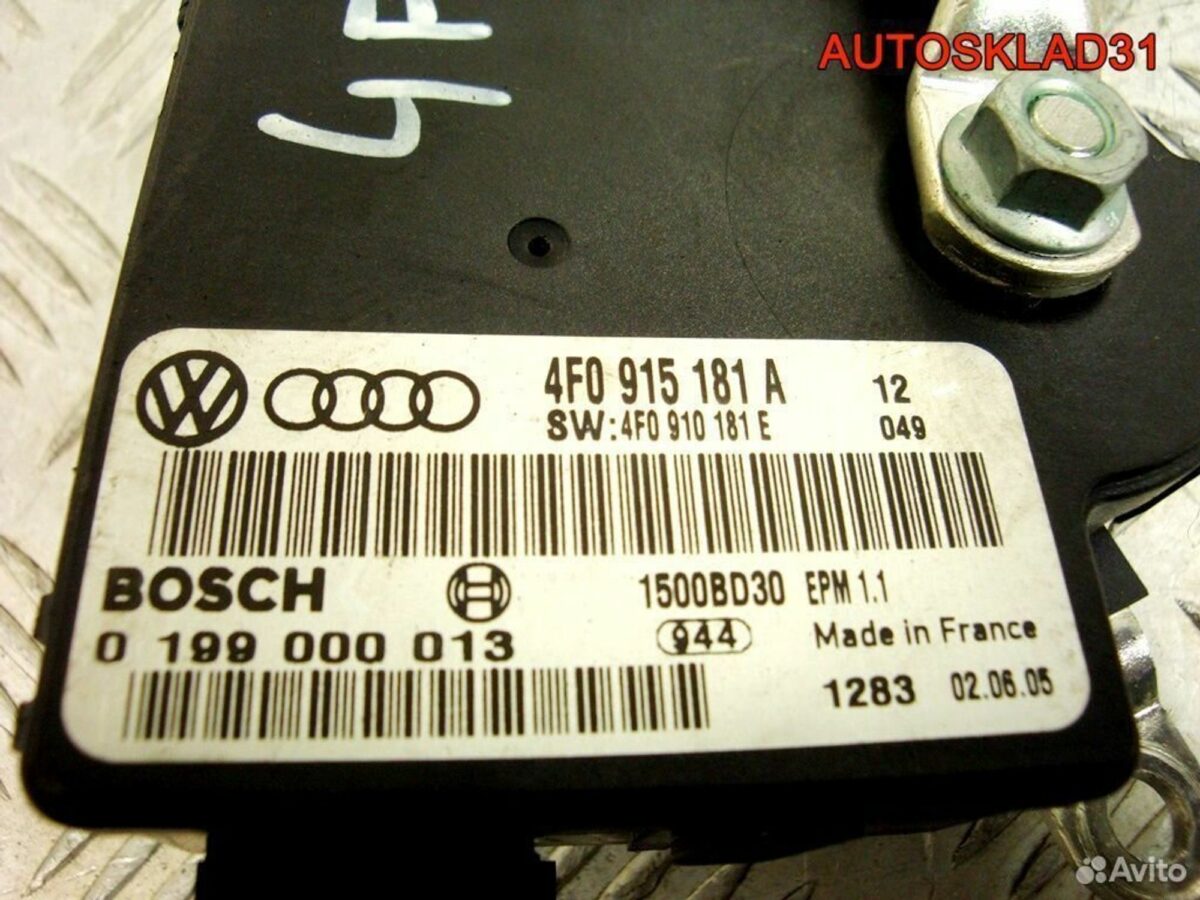 AUTOSKLAD31
4F
4F0 915 181 A 12
SW:4F0 910 181 E 049
BOSCH 1500BD30 EPM 1.1
0 199 000 013 944 Made in France
1283 02.06.05
Avito